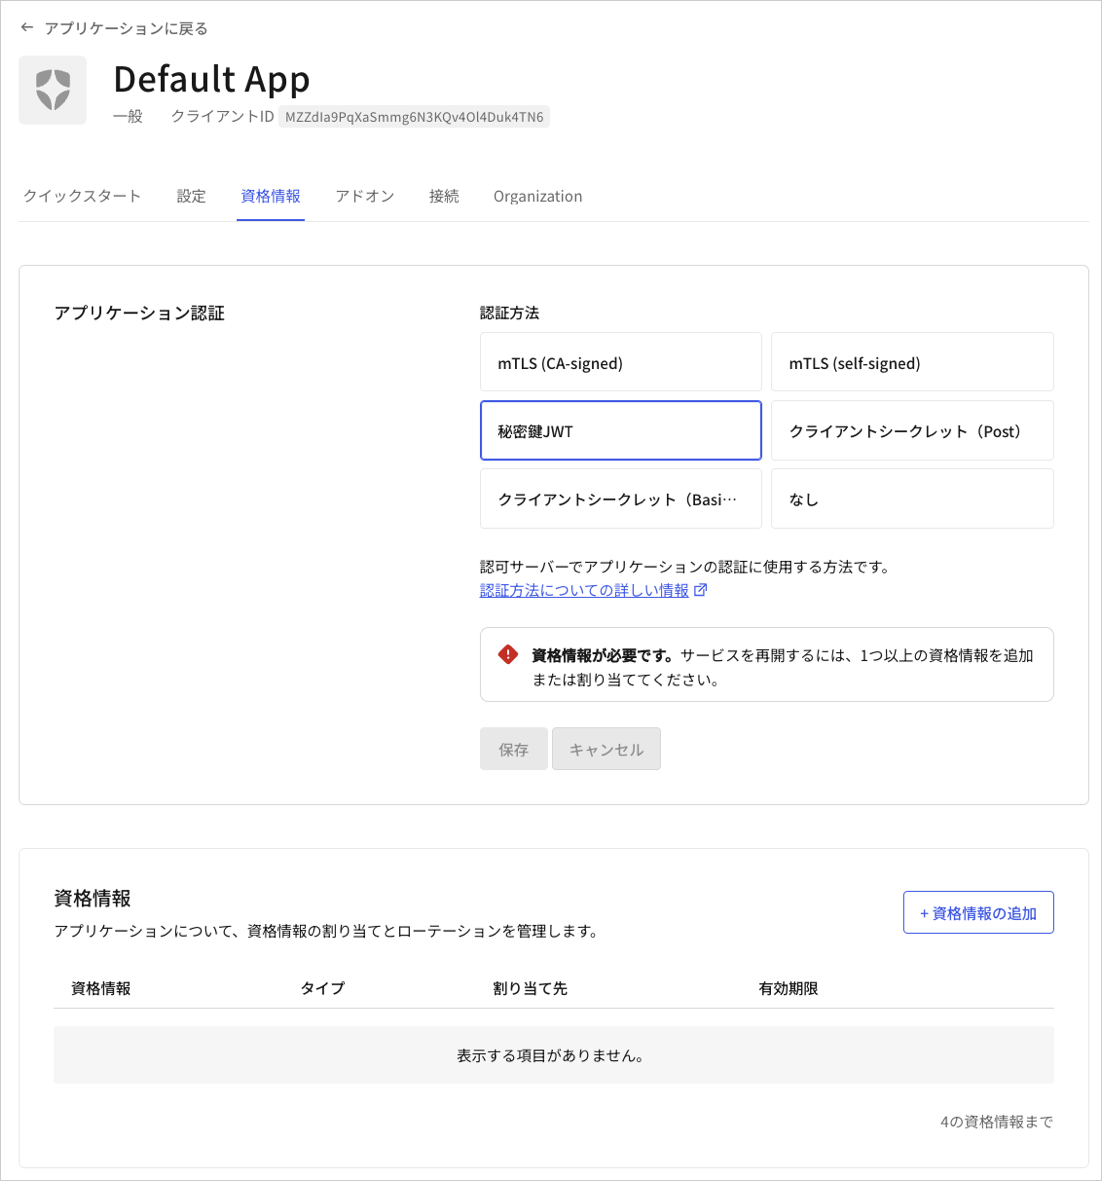 ← アプリケーションに戻る
Default App
一般 クライアントID MZZdIa9PqXaSmmg6N3KQv4Ol4Duk4TN6
クイックスタート 設定 資格情報 アドオン 接続 Organization
アプリケーション認証
認証方法
mTLS (CA-signed) mTLS (self-signed)
秘密鍵JWT クライアントシークレット（Post）
クライアントシークレット（Basi… なし
認可サーバーでアプリケーションの認証に使用する方法です。
認証方法についての詳しい情報
資格情報が必要です。サービスを再開するには、1つ以上の資格情報を追加
または割り当ててください。
保存 キャンセル
資格情報
+ 資格情報の追加
アプリケーションについて、資格情報の割り当てとローテーションを管理します。
資格情報 タイプ 割り当て先 有効期限
表示する項目がありません。
4の資格情報まで